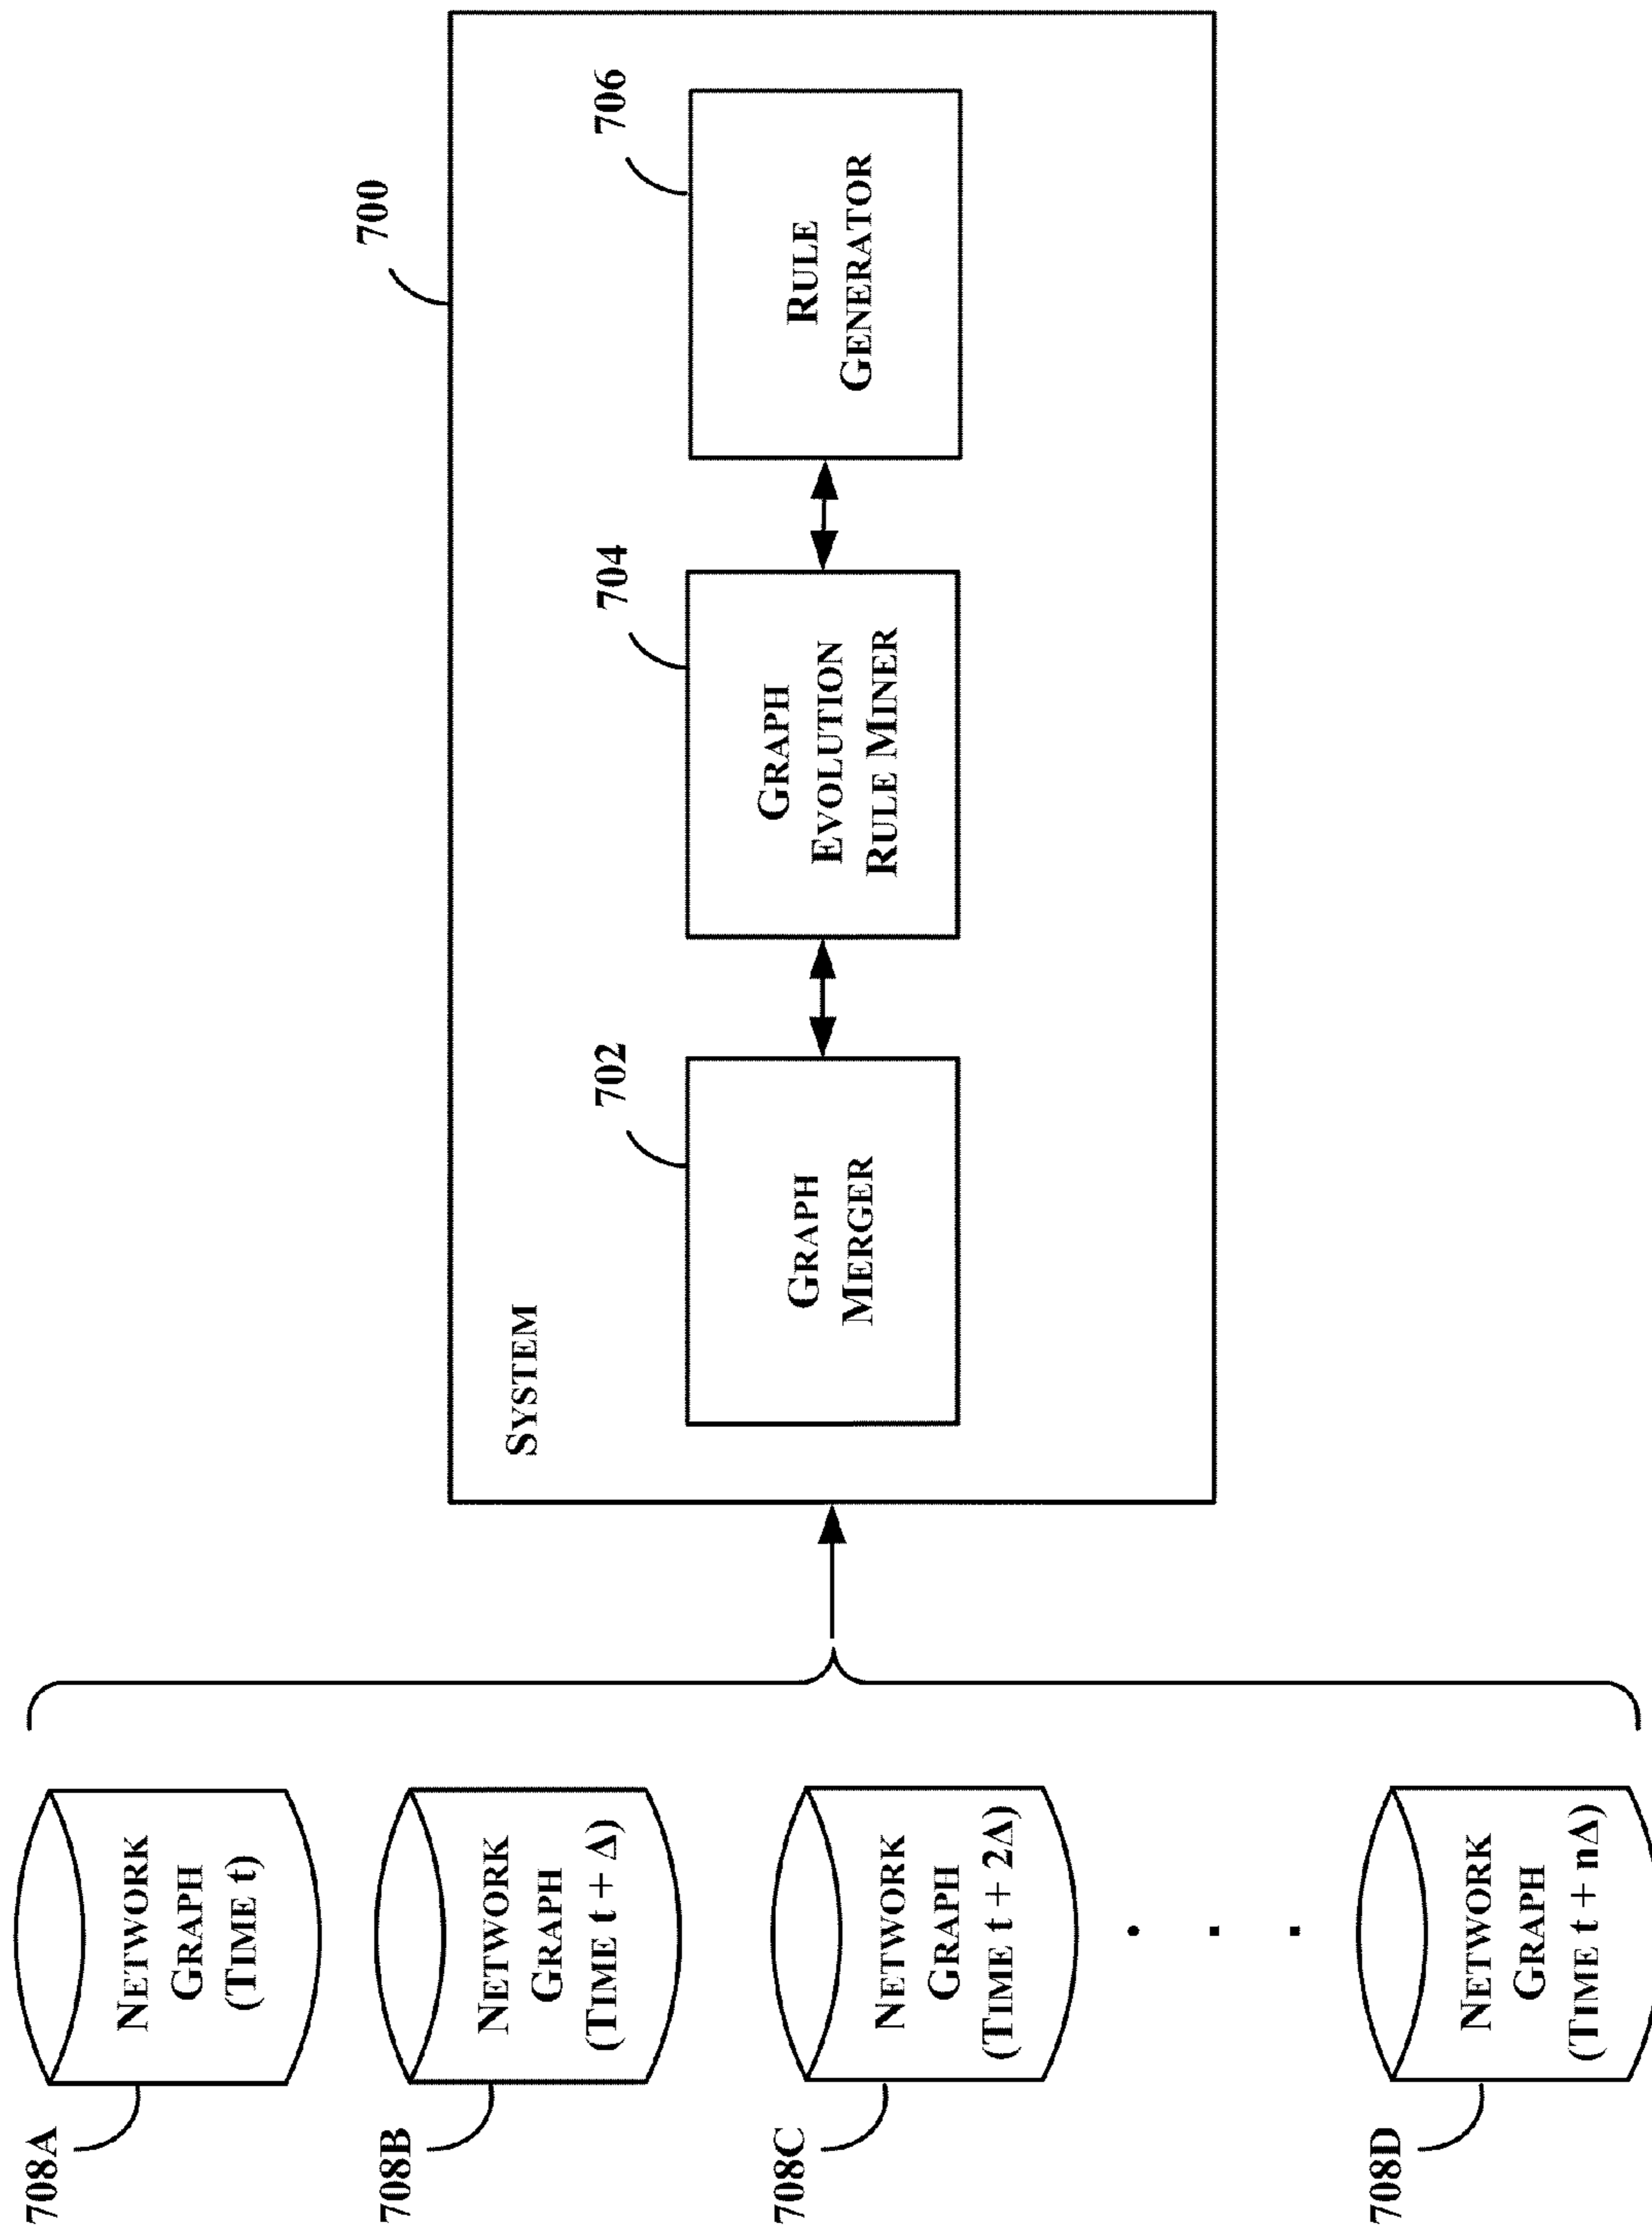 708A
NETWORK
GRAPH
(TIME t)
708B
NETWORK
GRAPH
(TIME t + Δ)
708C
NETWORK
GRAPH
(TIME t + 2Δ)
. . .
708D
NETWORK
GRAPH
(TIME t + nΔ)
700
SYSTEM
702
GRAPH
MERGER
704
GRAPH
EVOLUTION
RULE MINER
706
RULE
GENERATOR